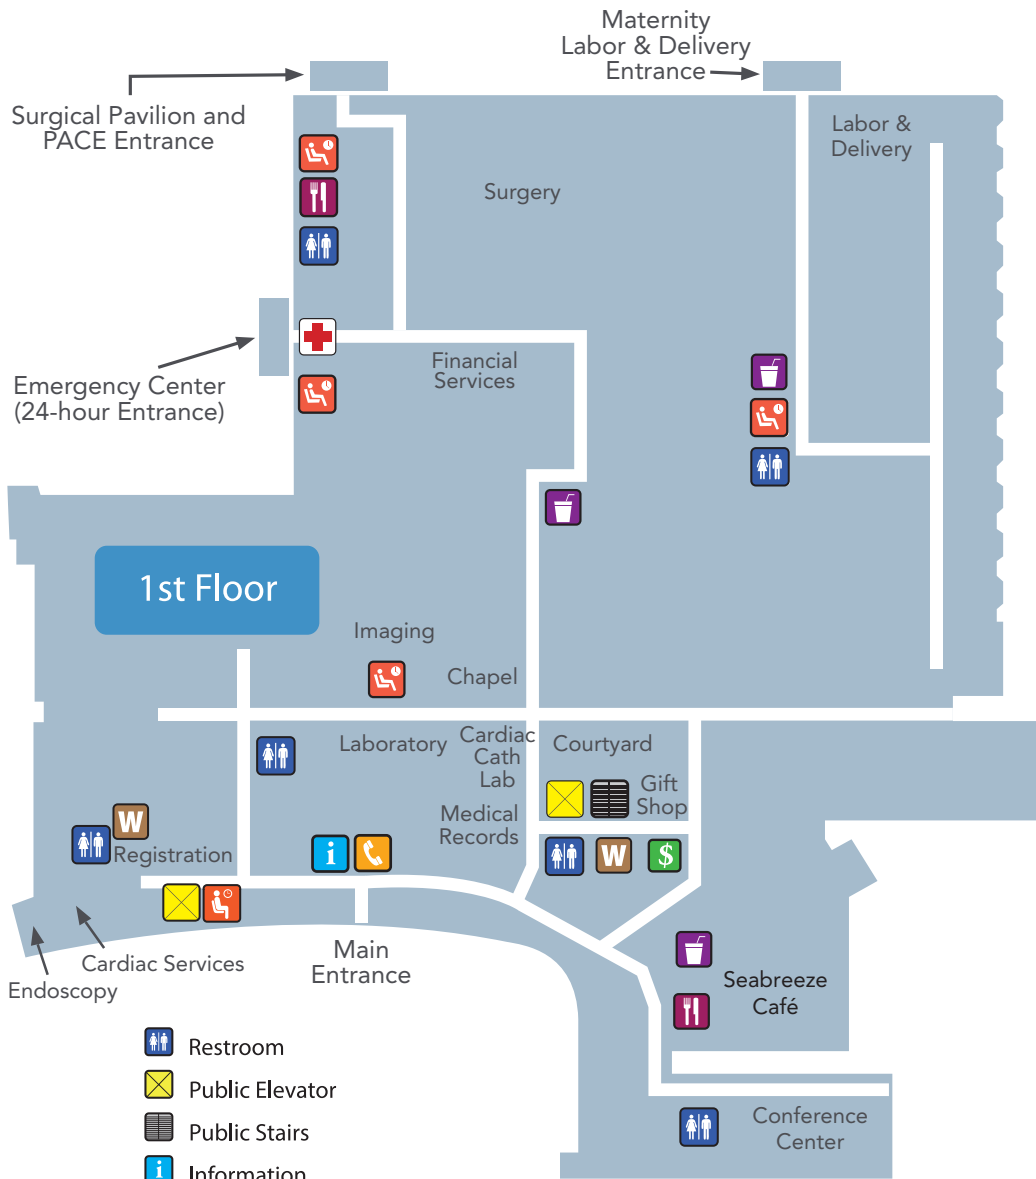 Maternity
Labor & Delivery
Entrance
Surgical Pavilion and
PACE Entrance
Labor &
Delivery
Surgery
Emergency Center
(24-hour Entrance)
Financial
Services
1st Floor
Imaging
Chapel
Laboratory
Cardiac
Cath
Lab
Courtyard
Gift
Shop
Medical
Records
W
Registration
i
W
$
Cardiac Services
Endoscopy
Main
Entrance
Seabreeze
Café
Restroom
Public Elevator
Public Stairs
i
Information
Conference
Center